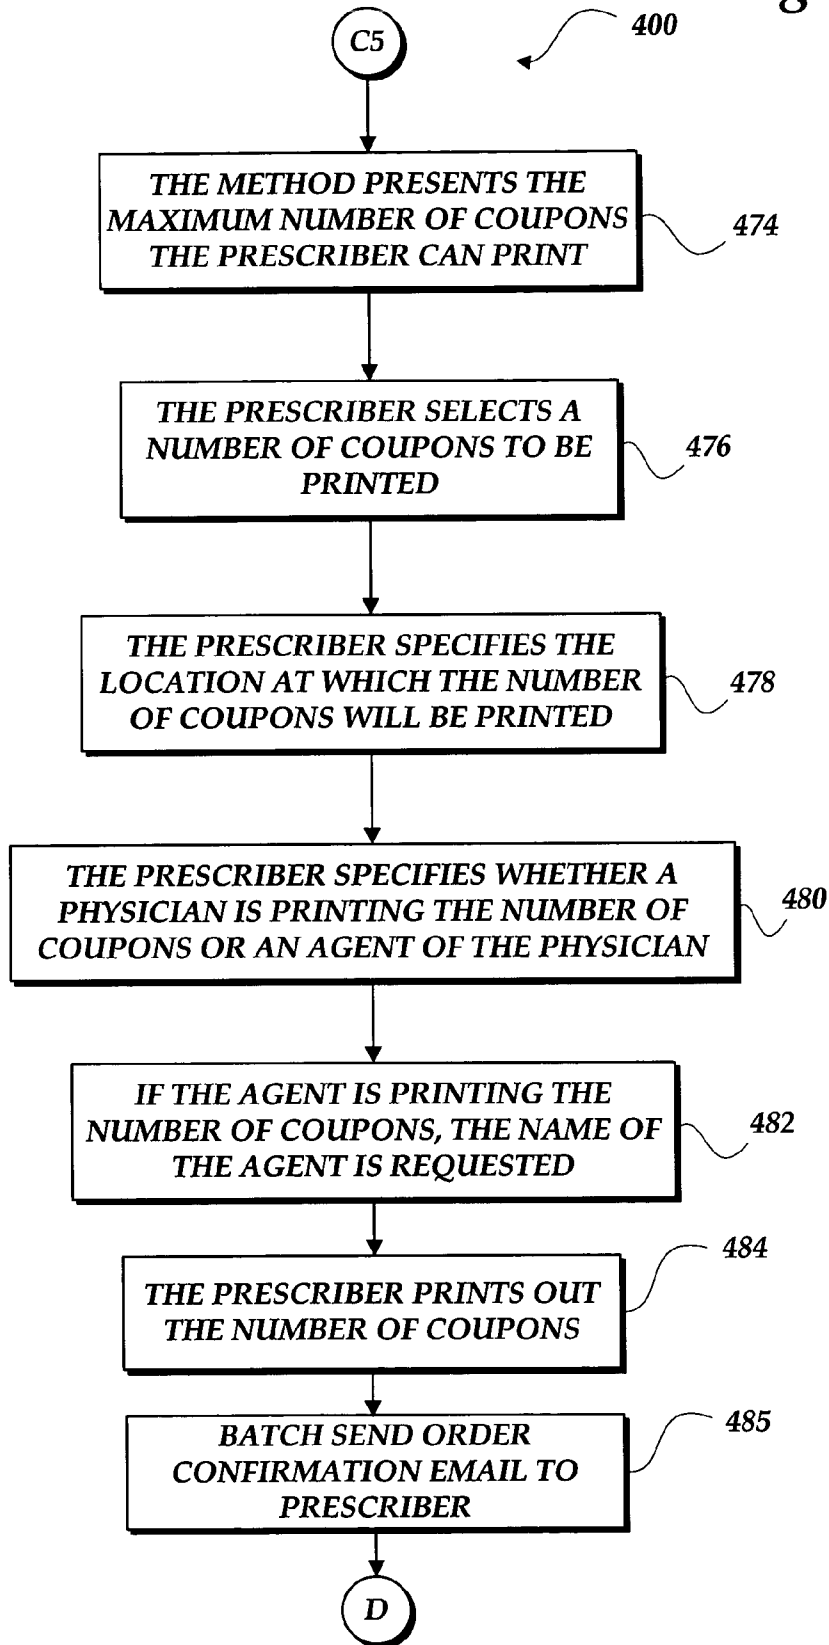 C5
400
THE METHOD PRESENTS THE
MAXIMUM NUMBER OF COUPONS
THE PRESCRIBER CAN PRINT
474
THE PRESCRIBER SELECTS A
NUMBER OF COUPONS TO BE
PRINTED
476
THE PRESCRIBER SPECIFIES THE
LOCATION AT WHICH THE NUMBER
OF COUPONS WILL BE PRINTED
478
THE PRESCRIBER SPECIFIES WHETHER A
PHYSICIAN IS PRINTING THE NUMBER OF
COUPONS OR AN AGENT OF THE PHYSICIAN
480
IF THE AGENT IS PRINTING THE
NUMBER OF COUPONS, THE NAME OF
THE AGENT IS REQUESTED
482
THE PRESCRIBER PRINTS OUT
THE NUMBER OF COUPONS
484
BATCH SEND ORDER
CONFIRMATION EMAIL TO
PRESCRIBER
485
D